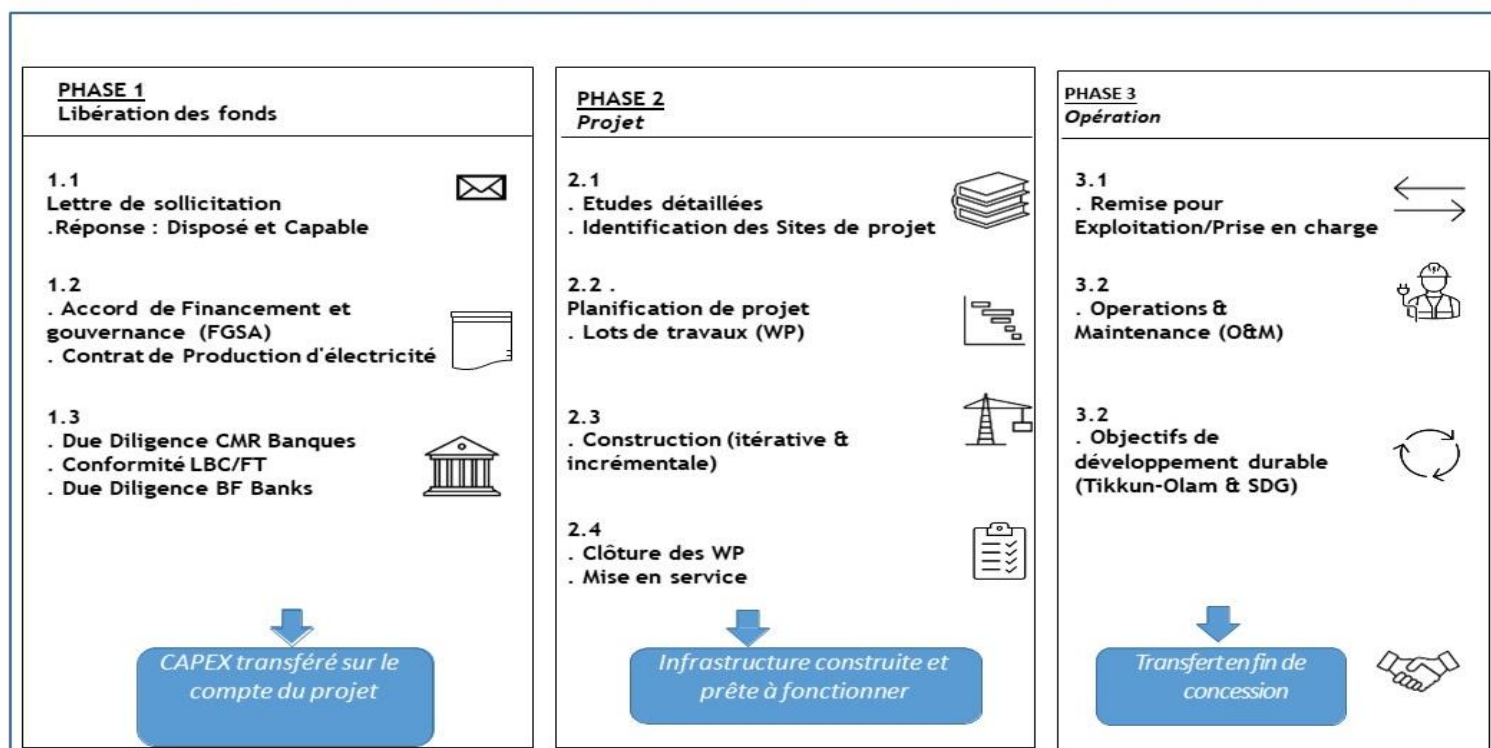 PHASE 1
Libération des fonds
1.1
Lettre de sollicitation
.Réponse : Disposé et Capable
1.2
. Accord de Financement et
gouvernance (FGSA)
. Contrat de Production d'électricité
1.3
. Due Diligence CMR Banques
. Conformité LBC/FT
. Due Diligence BF Banks
CAPEX transféré sur le
compte du projet
PHASE 2
Projet
2.1
. Etudes détaillées
. Identification des Sites de projet
2.2 .
Planification de projet
. Lots de travaux (WP)
2.3
. Construction (itérative &
incrémentale)
2.4
. Clôture des WP
. Mise en service
Infrastructure construite et
prête à fonctionner
PHASE 3
Opération
3.1
. Remise pour
Exploitation/Prise en charge
3.2
. Operations &
Maintenance (O&M)
3.2
. Objectifs de
développement durable
(Tikkun-Olam & SDG)
Transfert en fin de
concession